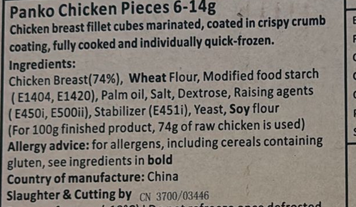 Panko Chicken Pieces 6-14g
Chicken breast fillet cubes marinated, coated in crispy crumb
coating, fully cooked and individually quick-frozen.
Ingredients:
Chicken Breast(74%), Wheat Flour, Modified food starch
( E1404, E1420), Palm oil, Salt, Dextrose, Raising agents
( E450i, E500ii), Stabilizer (E451i), Yeast, Soy flour
(For 100g finished product, 74g of raw chicken is used)
Allergy advice: for allergens, including cereals containing
gluten, see ingredients in bold
Country of manufacture: China
Slaughter & Cutting by CN 3700/03446